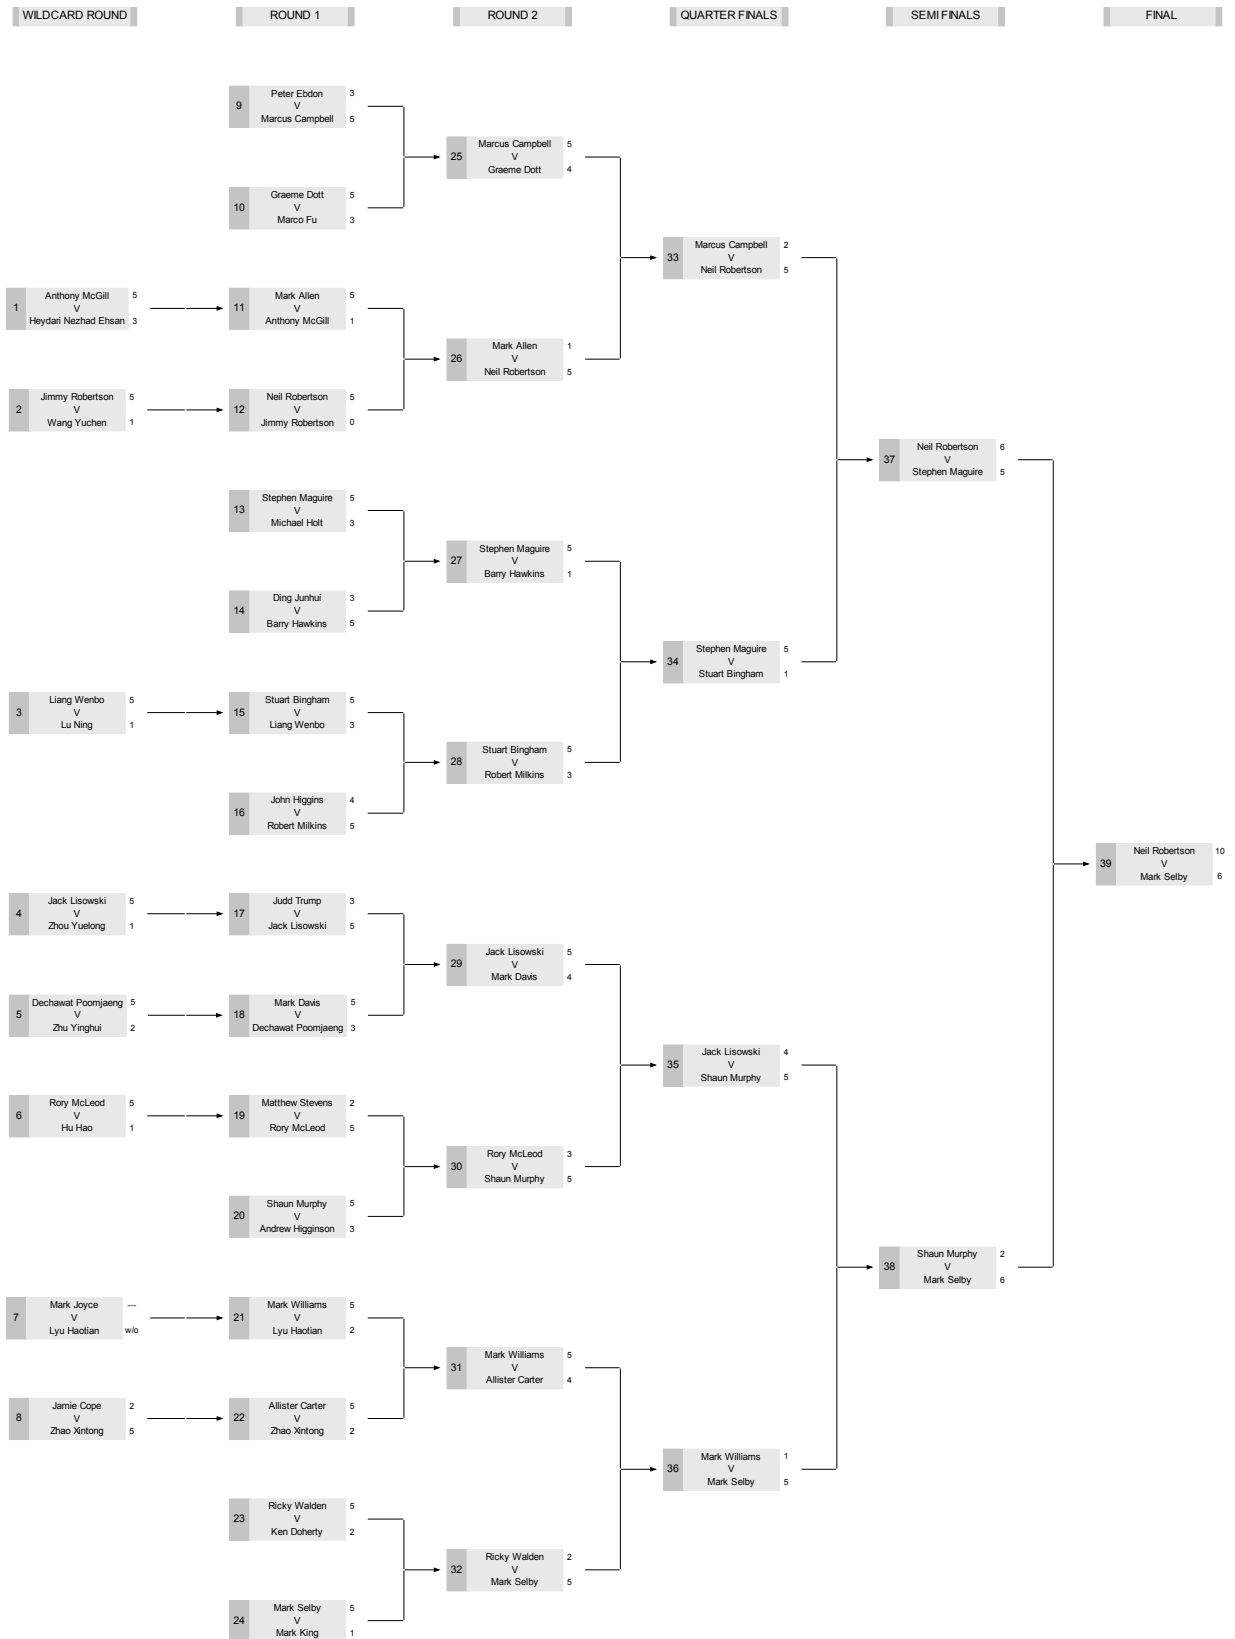 WILDCARD ROUND
ROUND 1
ROUND 2
QUARTER FINALS
SEMI FINALS
FINAL
1
Anthony McGill 5
V
Heydari Nezhad Ehsan 3
2
Jimmy Robertson 5
V
Wang Yuchen 1
3
Liang Wenbo 5
V
Lu Ning 1
4
Jack Lisowski 5
V
Zhou Yuelong 1
5
Dechawat Poomjaeng 5
V
Zhu Yinghui 2
6
Rory McLeod 5
V
Hu Hao 1
7
Mark Joyce ---
V
Lyu Haotian w/o
8
Jamie Cope 2
V
Zhao Xintong 5
9
Peter Ebdon 3
V
Marcus Campbell 5
10
Graeme Dott 5
V
Marco Fu 3
11
Mark Allen 5
V
Anthony McGill 1
12
Neil Robertson 5
V
Jimmy Robertson 0
13
Stephen Maguire 5
V
Michael Holt 3
14
Ding Junhui 3
V
Barry Hawkins 5
15
Stuart Bingham 5
V
Liang Wenbo 3
16
John Higgins 4
V
Robert Milkins 5
17
Judd Trump 3
V
Jack Lisowski 5
18
Mark Davis 5
V
Dechawat Poomjaeng 3
19
Matthew Stevens 2
V
Rory McLeod 5
20
Shaun Murphy 5
V
Andrew Higginson 3
21
Mark Williams 5
V
Lyu Haotian 2
22
Allister Carter 5
V
Zhao Xintong 2
23
Ricky Walden 5
V
Ken Doherty 2
24
Mark Selby 5
V
Mark King 1
25
Marcus Campbell 5
V
Graeme Dott 4
26
Mark Allen 1
V
Neil Robertson 5
27
Stephen Maguire 5
V
Barry Hawkins 1
28
Stuart Bingham 5
V
Robert Milkins 3
29
Jack Lisowski 5
V
Mark Davis 4
30
Rory McLeod 3
V
Shaun Murphy 5
31
Mark Williams 5
V
Allister Carter 4
32
Ricky Walden 2
V
Mark Selby 5
33
Marcus Campbell 2
V
Neil Robertson 5
34
Stephen Maguire 5
V
Stuart Bingham 1
35
Jack Lisowski 4
V
Shaun Murphy 5
36
Mark Williams 1
V
Mark Selby 5
37
Neil Robertson 6
V
Stephen Maguire 5
38
Shaun Murphy 2
V
Mark Selby 6
39
Neil Robertson 10
V
Mark Selby 6